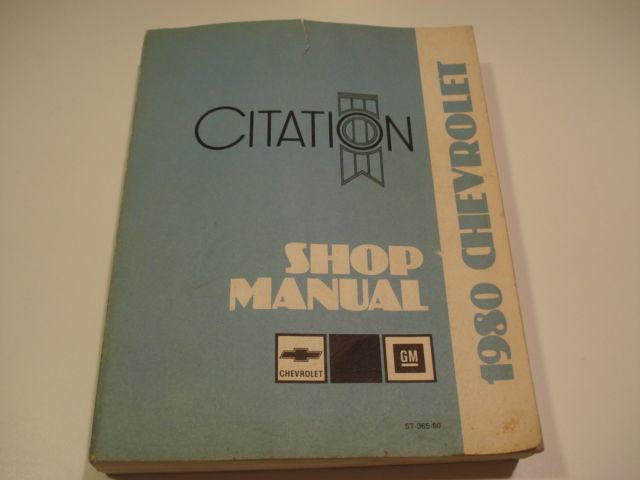 CITATION
SHOP
MANUAL
CHEVROLET
GM
ST-365-80
1980 CHEVROLET